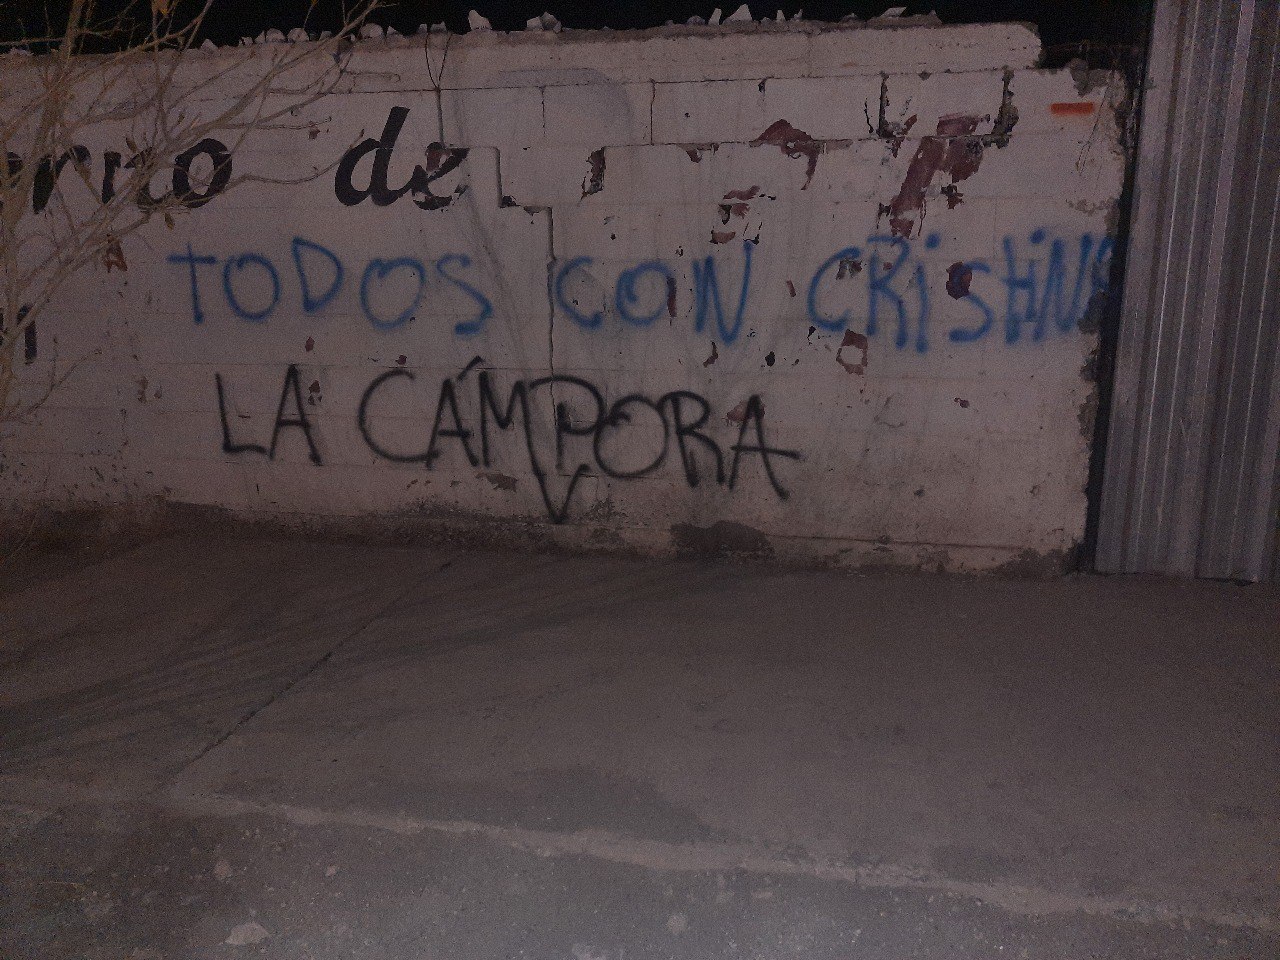 de
TODOS CON CRISTINA
LA CÁMPORA